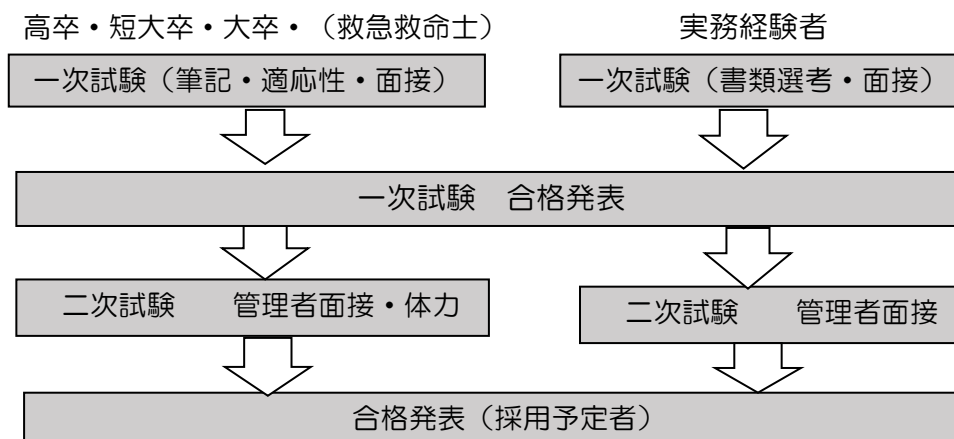 高卒・短大卒・大卒・（救急救命士）
実務経験者
一次試験（筆記・適応性・面接）
一次試験（書類選考・面接）
一次試験　合格発表
二次試験　　管理者面接・体力
二次試験　　管理者面接
合格発表（採用予定者）